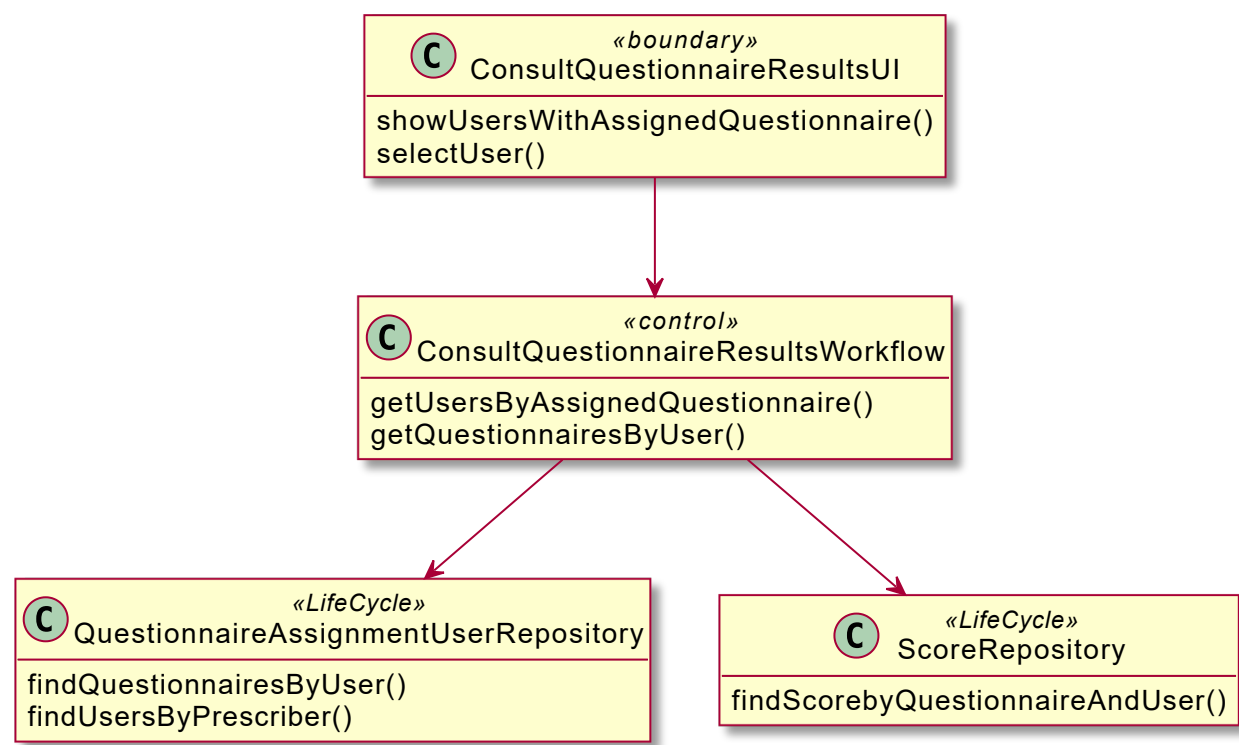 «boundary»
C ConsultQuestionnaireResultsUI
showUsersWithAssignedQuestionnaire()
selectUser()
«control»
C ConsultQuestionnaireResultsWorkflow
getUsersByAssignedQuestionnaire()
getQuestionnairesByUser()
«LifeCycle»
C QuestionnaireAssignmentUserRepository
findQuestionnairesByUser()
findUsersByPrescriber()
«LifeCycle»
C ScoreRepository
findScorebyQuestionnaireAndUser()